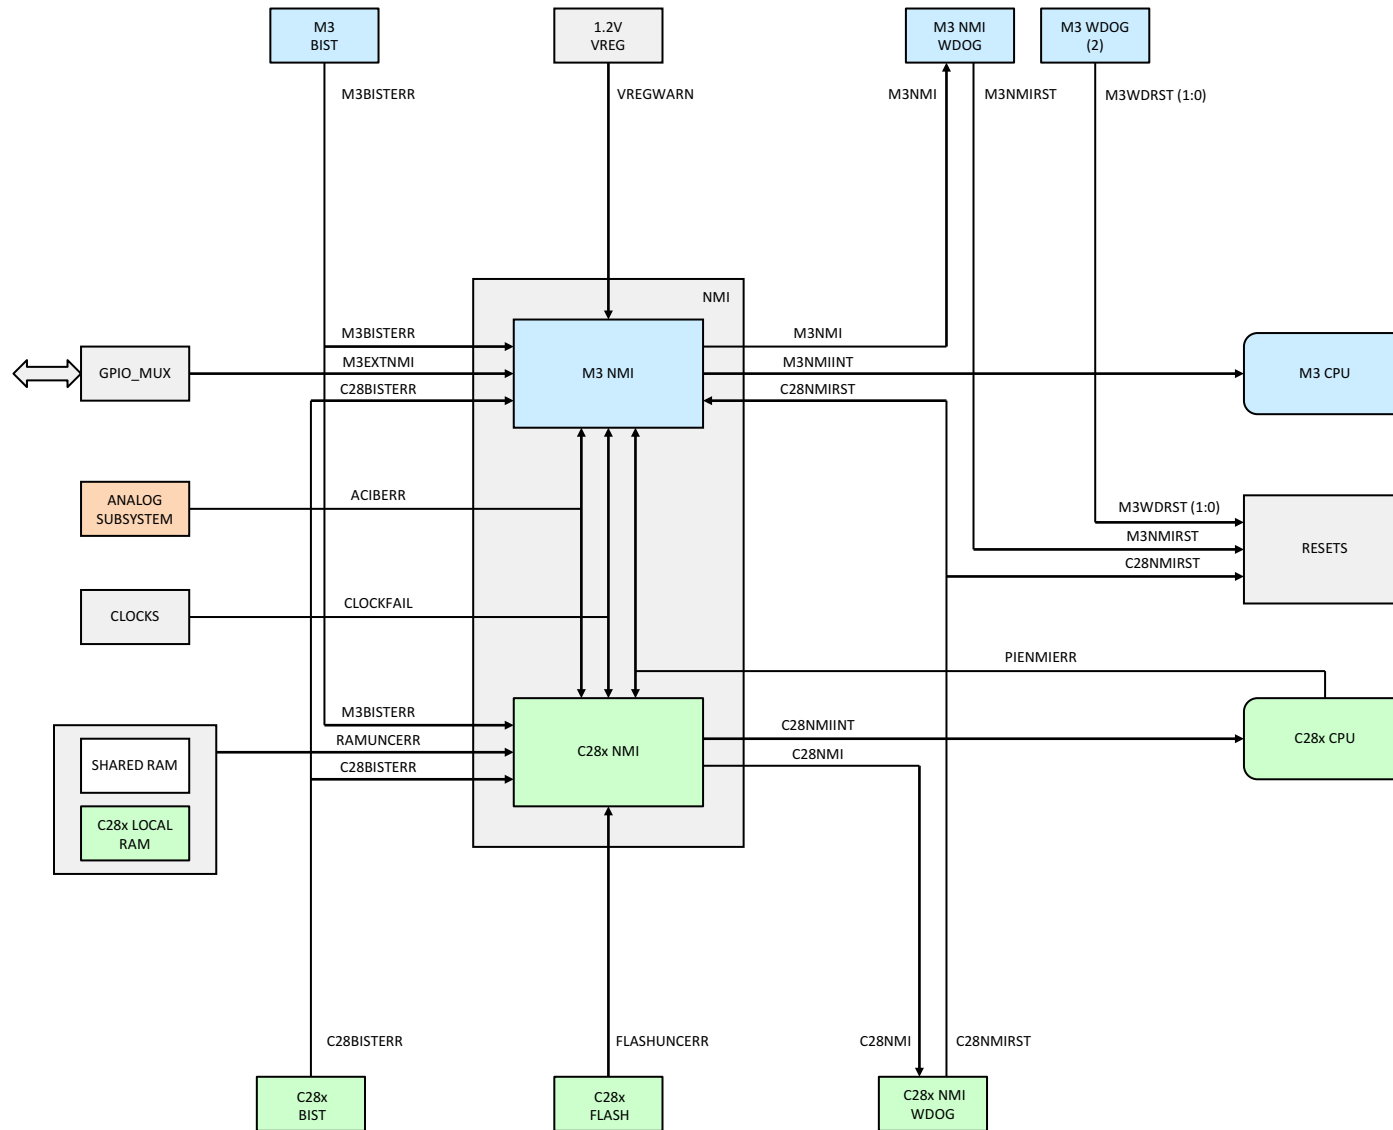 M3
BIST
1.2V
VREG
M3 NMI
WDOG
M3 WDOG
(2)
M3BISTERR
VREGWARN
M3NMI
M3NMIRST
M3WDRST (1:0)
NMI
M3BISTERR
M3NMI
GPIO_MUX
M3EXTNMI
M3 NMI
M3NMIINT
M3 CPU
C28BISTERR
C28NMIRST
ANALOG
SUBSYSTEM
ACIBERR
M3WDRST (1:0)
M3NMIRST
RESETS
C28NMIRST
CLOCKS
CLOCKFAIL
PIENMIERR
M3BISTERR
C28NMIINT
RAMUNCERR
C28x NMI
C28x CPU
C28NMI
SHARED RAM
C28BISTERR
C28x LOCAL
RAM
C28BISTERR
FLASHUNCERR
C28NMI
C28NMIRST
C28x
BIST
C28x
FLASH
C28x NMI
WDOG